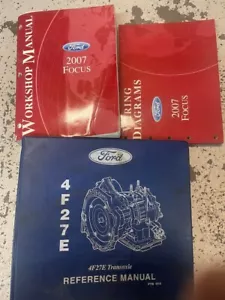 WORKSHOP MANUAL
Ford
2007
FOCUS
RING
DIAGRAMS
Ford
2007
FOCUS
Ford
4F27E
4F27E Transaxle
REFERENCE MANUAL